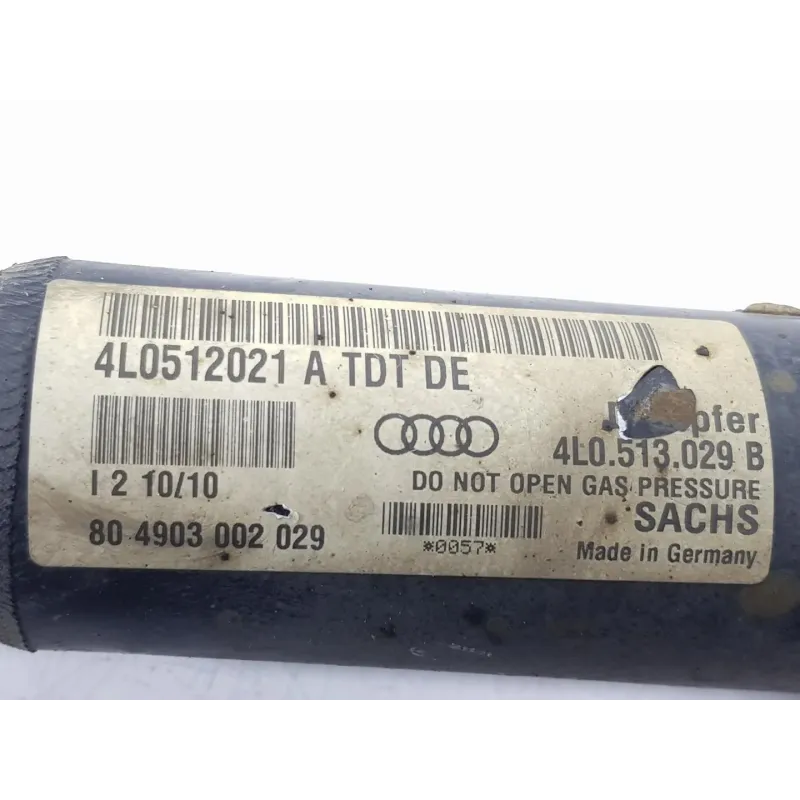 4L0512021 A TDT DE
4L0.513.029 B
I 2 10/10
DO NOT OPEN GAS PRESSURE
80 4903 002 029
*0057*
SACHS
Made in Germany